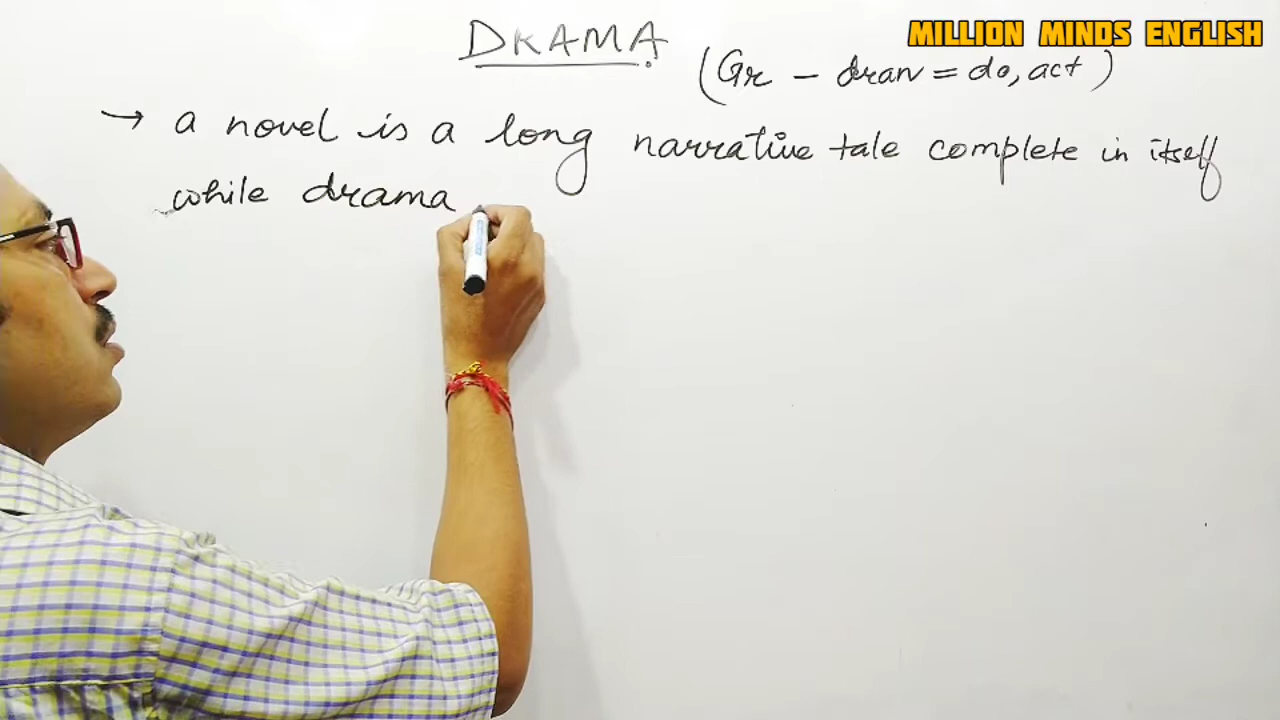 DRAMA
MILLION MINDS ENGLISH
(Gr - dran = do, act)
→ a novel is a long narrative tale complete in itself
while drama